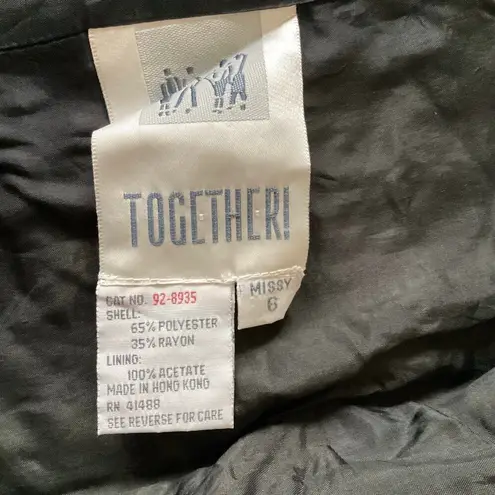 TOGETHER!
MISSY
6
CAT NO. 92-8935
SHELL:
65% POLYESTER
35% RAYON
LINING:
100% ACETATE
MADE IN HONG KONG
RN 41488
SEE REVERSE FOR CARE